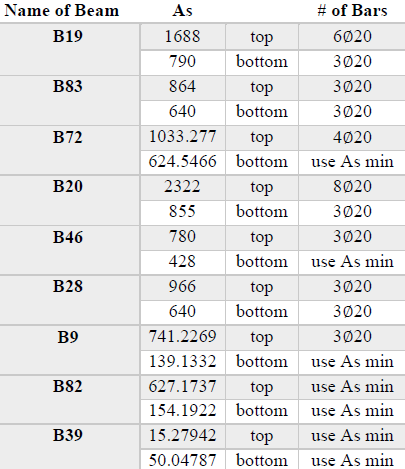 Name of Beam As # of Bars
B19 1688 top 6Ø20
790 bottom 3Ø20
B83 864 top 3Ø20
640 bottom 3Ø20
B72 1033.277 top 4Ø20
624.5466 bottom use As min
B20 2322 top 8Ø20
855 bottom 3Ø20
B46 780 top 3Ø20
428 bottom use As min
B28 966 top 3Ø20
640 bottom 3Ø20
B9 741.2269 top 3Ø20
139.1332 bottom use As min
B82 627.1737 top use As min
154.1922 bottom use As min
B39 15.27942 top use As min
50.04787 bottom use As min